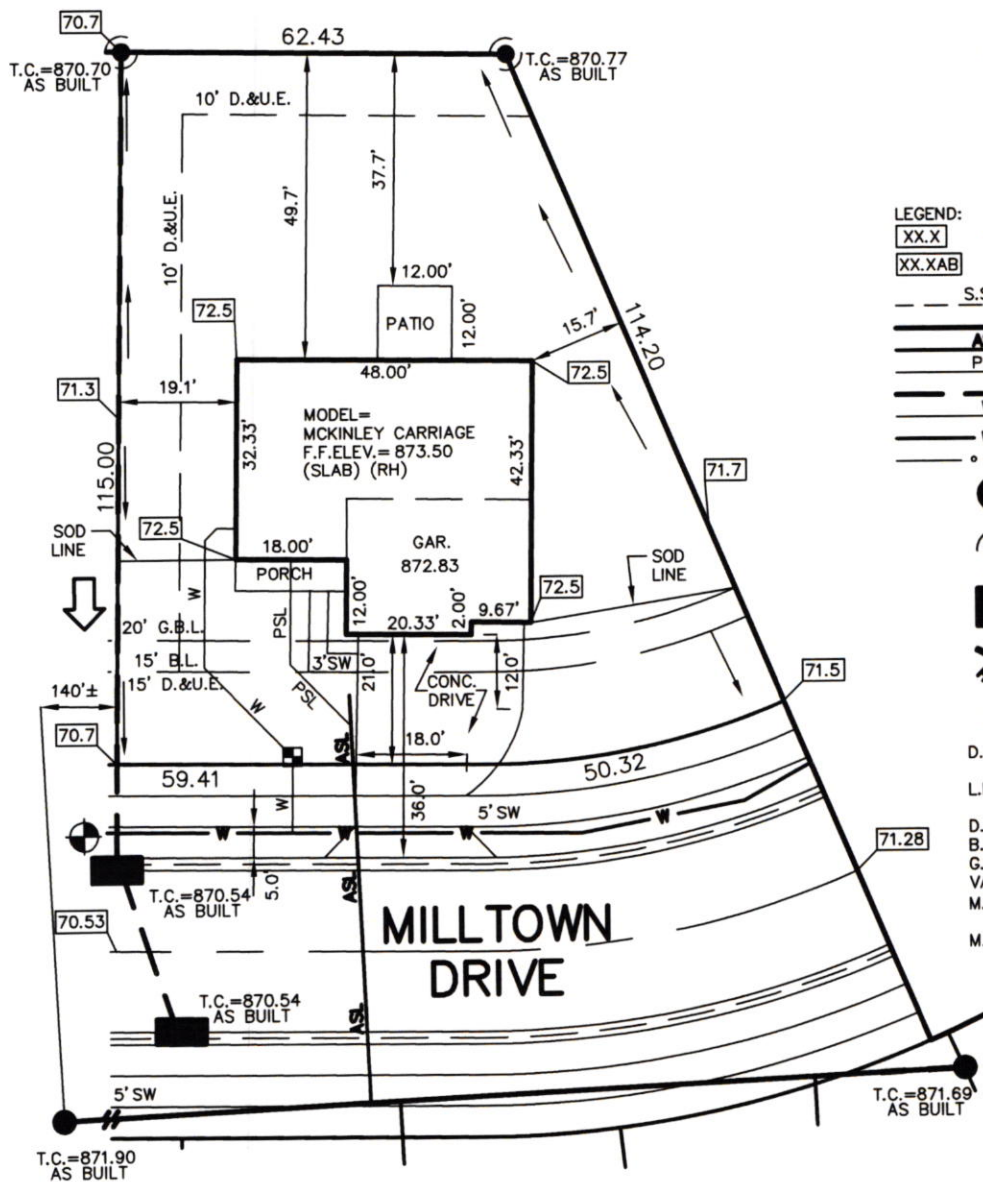 70.7
62.43
T.C.=870.70
AS BUILT
T.C.=870.77
AS BUILT
10' D.&U.E.
10' D.&U.E.
49.7'
37.7'
12.00'
12.00'
PATIO
LEGEND:
XX.X
XX.XAB
S.S
72.5
15.7'
114.20
48.00'
72.5
71.3
19.1'
32.33'
MODEL=
MCKINLEY CARRIAGE
F.F.ELEV.= 873.50
(SLAB) (RH)
42.33'
71.7
115.00
SOD
LINE
72.5
18.00'
GAR.
872.83
SOD
LINE
PORCH
72.5
W
PSL
12.00'
20.33'
2.00'
9.67'
20' G.B.L.
15' B.L.
15' D.&U.E.
3'SW
PSL
21.0'
CONC.
DRIVE
12.0'
140'±
W
71.5
70.7
ASL
18.0'
59.41
50.32
W
36.0'
5' SW
W
W
W
W
5.0'
T.C.=870.54
AS BUILT
ASL
71.28
70.53
MILLTOWN
DRIVE
T.C.=870.54
AS BUILT
ASL
5' SW
T.C.=871.90
AS BUILT
T.C.=871.69
AS BUILT
D.
L.
D.
B.
G.
VA
M.
M.